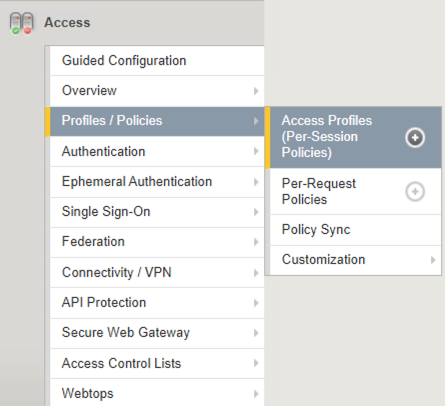 Access
Guided Configuration
Overview
Profiles / Policies
Authentication
Ephemeral Authentication
Single Sign-On
Federation
Connectivity / VPN
API Protection
Secure Web Gateway
Access Control Lists
Webtops
Access Profiles
(Per-Session
Policies)
Per-Request
Policies
Policy Sync
Customization